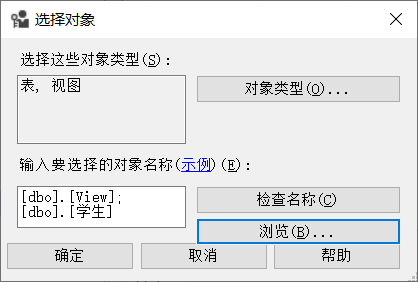 选择对象
选择这些对象类型(S):
表, 视图
对象类型(O)...
输入要选择的对象名称(示例)(E):
[dbo].[View];
[dbo].[学生]
检查名称(C)
浏览(B)...
确定
取消
帮助